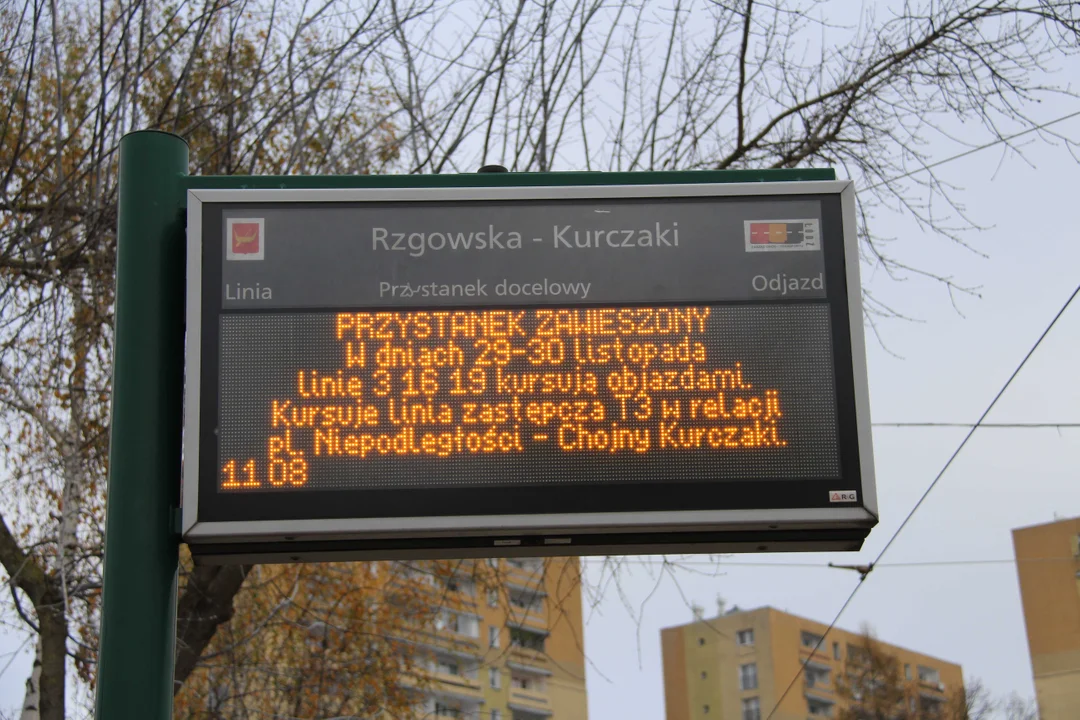 Rzgowska - Kurczaki
Linia Przystanek docelowy Odjazd
PRZYSTANEK ZAWIESZONY
W dniach 29-30 listopada
linie 3 16 19 kursują objazdami.
Kursuje linia zastępcza T3 w relacji
pl. Niepodległości - Chojny Kurczaki.
11 08